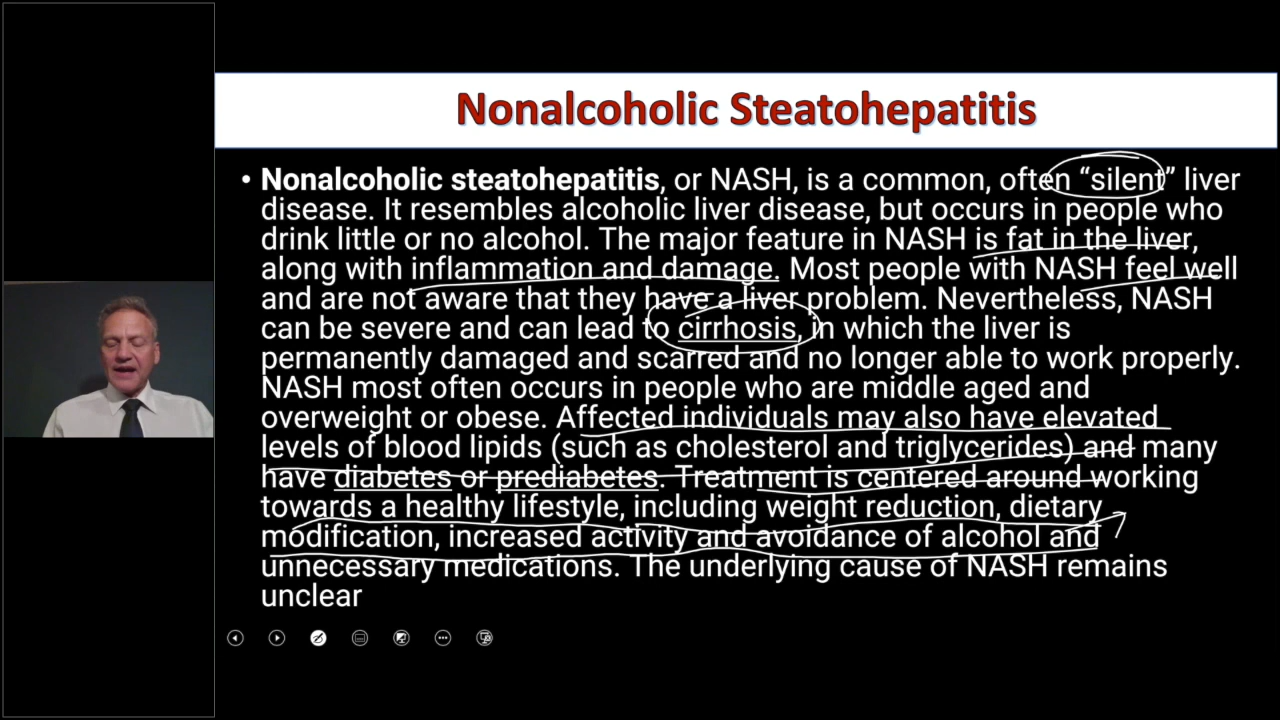 Nonalcoholic Steatohepatitis
• Nonalcoholic steatohepatitis, or NASH, is a common, often “silent” liver
disease. It resembles alcoholic liver disease, but occurs in people who
drink little or no alcohol. The major feature in NASH is fat in the liver,
along with inflammation and damage. Most people with NASH feel well
and are not aware that they have a liver problem. Nevertheless, NASH
can be severe and can lead to cirrhosis, in which the liver is
permanently damaged and scarred and no longer able to work properly.
NASH most often occurs in people who are middle aged and
overweight or obese. Affected individuals may also have elevated
levels of blood lipids (such as cholesterol and triglycerides) and many
have diabetes or prediabetes. Treatment is centered around working
towards a healthy lifestyle, including weight reduction, dietary
modification, increased activity and avoidance of alcohol and
unnecessary medications. The underlying cause of NASH remains
unclear